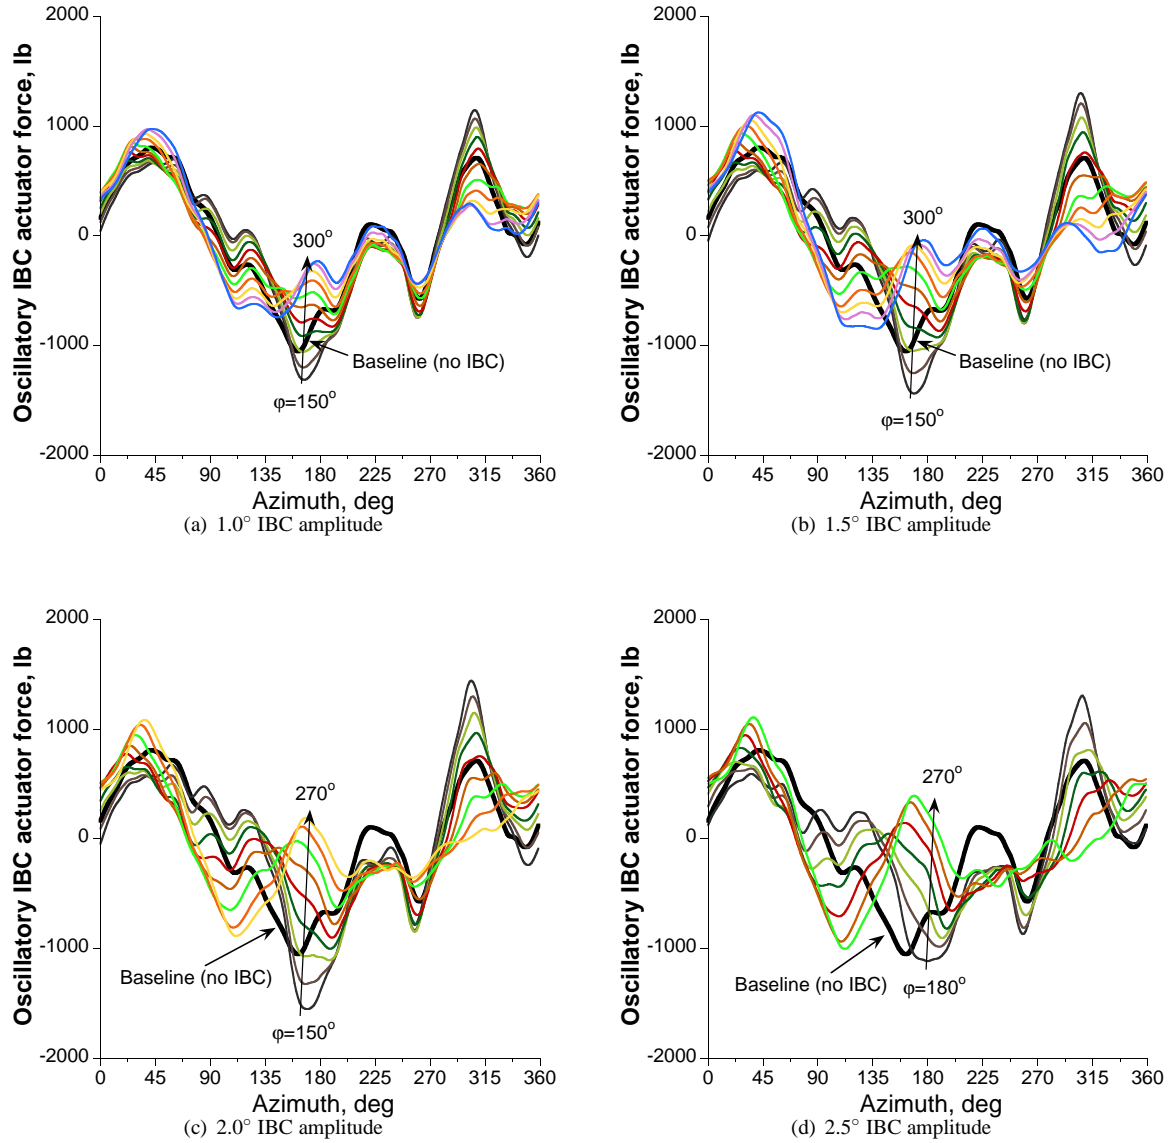 2000
1000
0
-1000
-2000
Oscillatory IBC actuator force, lb
300°
Baseline (no IBC)
φ=150°
0 45 90 135 180 225 270 315 360
Azimuth, deg
(a) 1.0° IBC amplitude
2000
1000
0
-1000
-2000
Oscillatory IBC actuator force, lb
300°
Baseline (no IBC)
φ=150°
0 45 90 135 180 225 270 315 360
Azimuth, deg
(b) 1.5° IBC amplitude
2000
1000
0
-1000
-2000
Oscillatory IBC actuator force, lb
270°
Baseline (no IBC)
φ=150°
0 45 90 135 180 225 270 315 360
Azimuth, deg
(c) 2.0° IBC amplitude
2000
1000
0
-1000
-2000
Oscillatory IBC actuator force, lb
270°
Baseline (no IBC)
φ=180°
0 45 90 135 180 225 270 315 360
Azimuth, deg
(d) 2.5° IBC amplitude